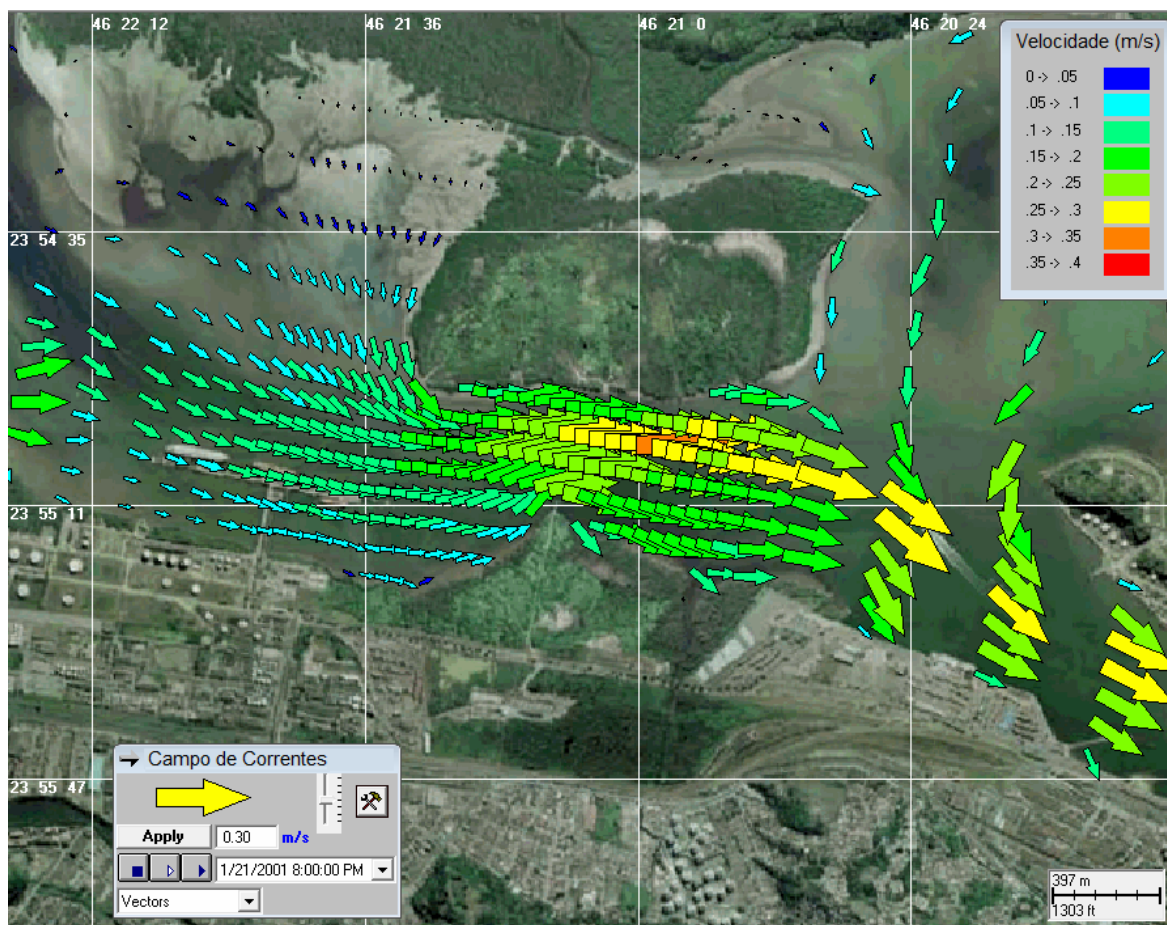 46 22 12
46 21 36
46 21 0
46 20 24
Velocidade (m/s)
0 -> .05
.05 -> .1
.1 -> .15
.15 -> .2
.2 -> .25
.25 -> .3
.3 -> .35
.35 -> .4
23 54 35
23 55 11
23 55 47
Campo de Correntes
Apply
0.30
m/s
1/21/2001 8:00:00 PM
Vectors
397 m
1303 ft